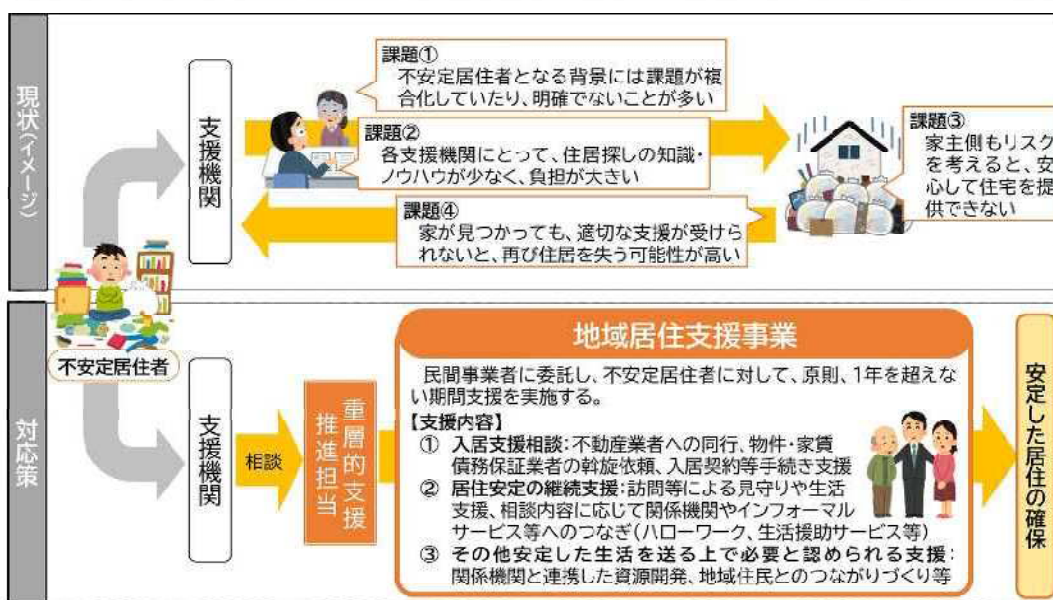 現状(イメージ)
支援機関
課題①
不安定居住者となる背景には課題が複
合化していたり、明確でないことが多い
課題②
各支援機関にとって、住居探しの知識・
ノウハウが少なく、負担が大きい
課題③
家主側もリスク
を考えると、安
心して住宅を提
供できない
課題④
家が見つかっても、適切な支援が受けら
れないと、再び住居を失う可能性が高い
不安定居住者
対応策
支援機関
相談
重層的支援
推進担当
地域居住支援事業
民間事業者に委託し、不安定居住者に対して、原則、1年を超えな
い期間支援を実施する。
【支援内容】
① 入居支援相談:不動産業者への同行、物件・家賃
債務保証業者の斡旋依頼、入居契約等手続き支援
② 居住安定の継続支援:訪問等による見守りや生活
支援、相談内容に応じて関係機関やインフォーマル
サービス等へのつなぎ(ハローワーク、生活援助サービス等)
③ その他安定した生活を送る上で必要と認められる支援:
関係機関と連携した資源開発、地域住民とのつながりづくり等
安定した居住の確保